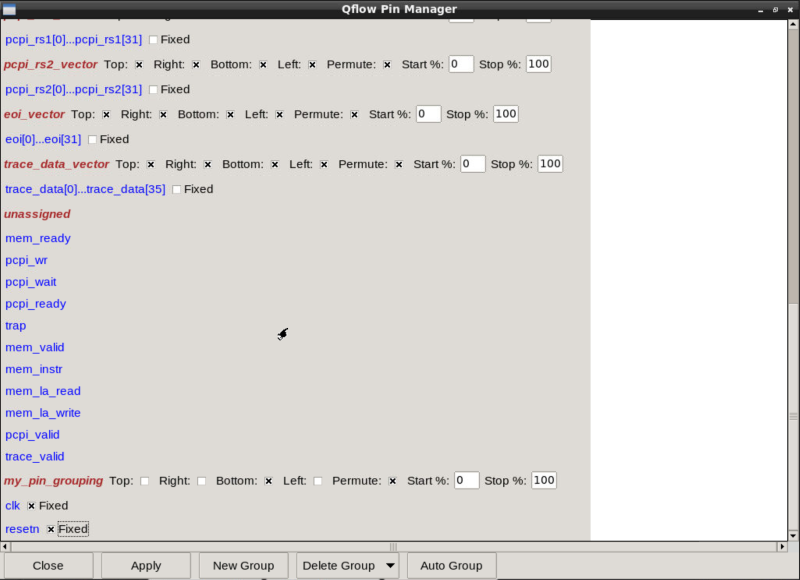 Qflow Pin Manager
pcpi_rs1[0]...pcpi_rs1[31] Fixed
pcpi_rs2_vector Top: Right: Bottom: Left: Permute: Start %: 0 Stop %: 100
pcpi_rs2[0]...pcpi_rs2[31] Fixed
eoi_vector Top: Right: Bottom: Left: Permute: Start %: 0 Stop %: 100
eoi[0]...eoi[31] Fixed
trace_data_vector Top: Right: Bottom: Left: Permute: Start %: 0 Stop %: 100
trace_data[0]...trace_data[35] Fixed
unassigned
mem_ready
pcpi_wr
pcpi_wait
pcpi_ready
trap
mem_valid
mem_instr
mem_la_read
mem_la_write
pcpi_valid
trace_valid
my_pin_grouping Top: Right: Bottom: Left: Permute: Start %: 0 Stop %: 100
clk Fixed
resetn Fixed
Close Apply New Group Delete Group Auto Group